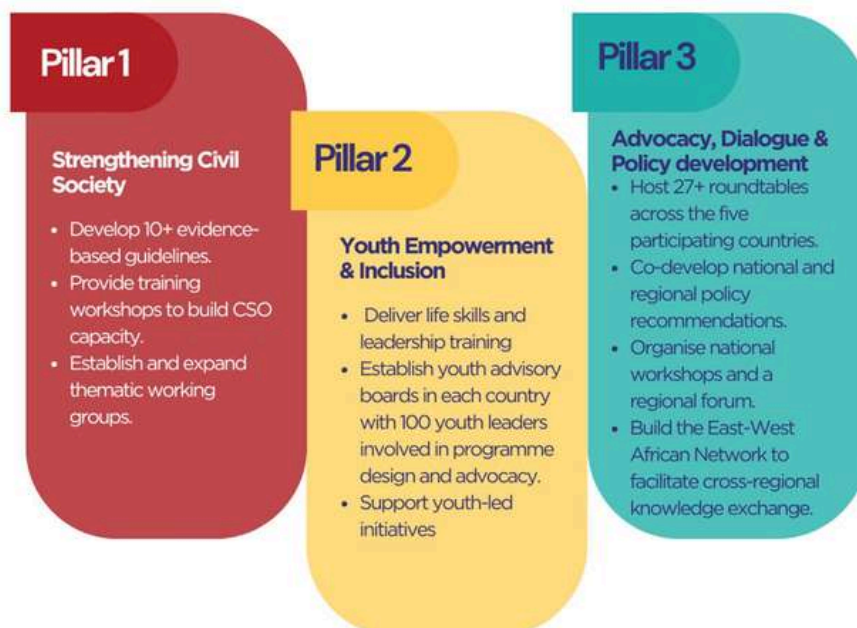 Pillar 1
Strengthening Civil
Society
• Develop 10+ evidence-
based guidelines.
• Provide training
workshops to build CSO
capacity.
• Establish and expand
thematic working
groups.
Pillar 2
Youth Empowerment
& Inclusion
• Deliver life skills and
leadership training
• Establish youth advisory
boards in each country
with 100 youth leaders
involved in programme
design and advocacy.
• Support youth-led
initiatives
Pillar 3
Advocacy, Dialogue &
Policy development
• Host 27+ roundtables
across the five
participating countries.
• Co-develop national and
regional policy
recommendations.
• Organise national
workshops and a
regional forum.
• Build the East-West
African Network to
facilitate cross-regional
knowledge exchange.